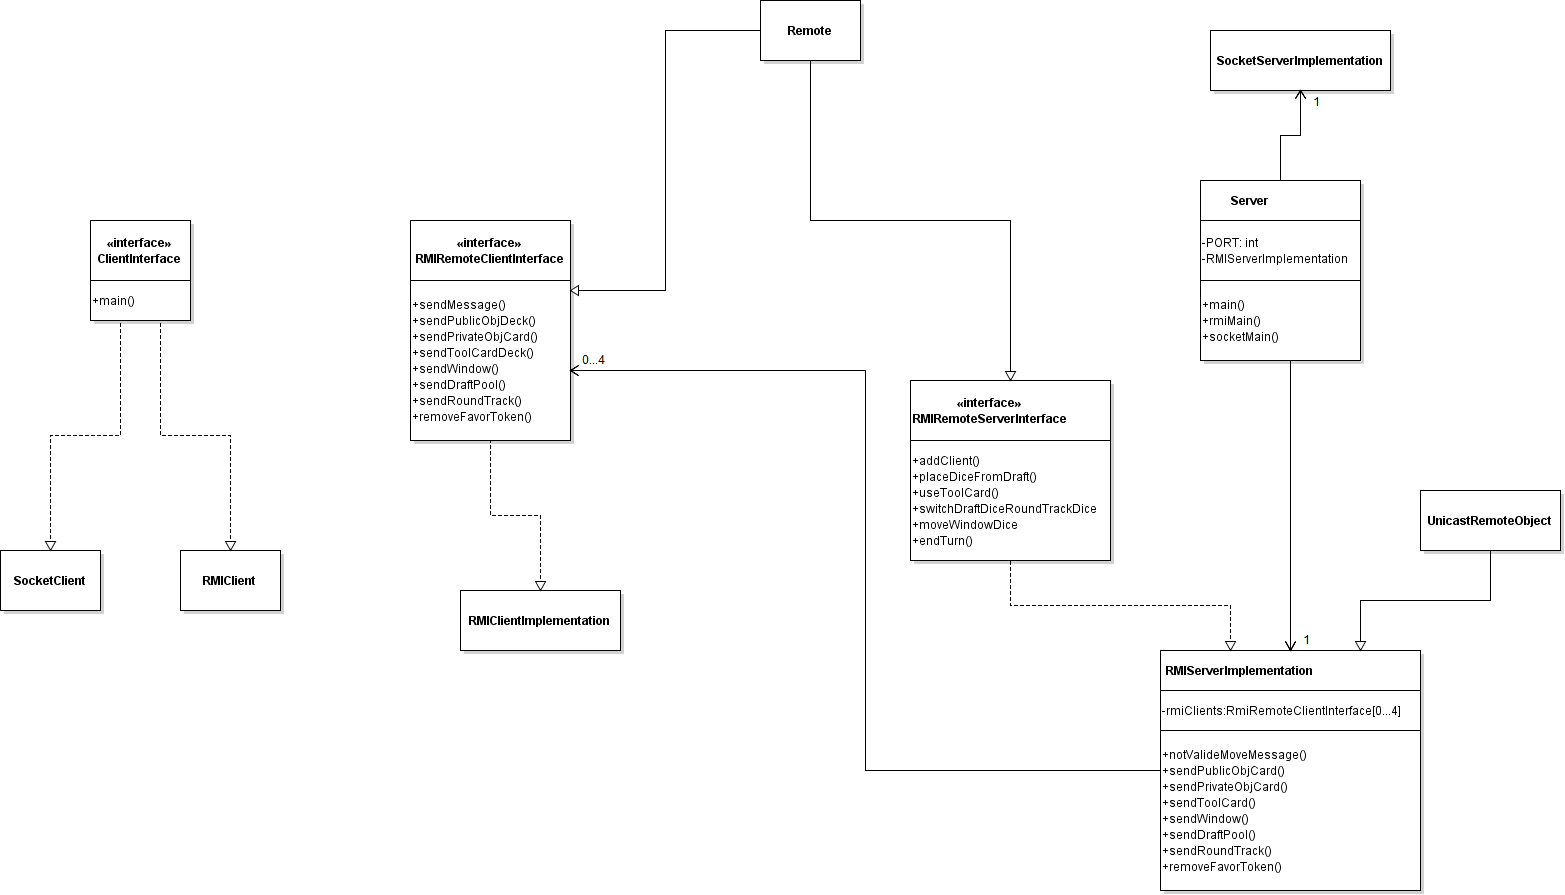 Remote
SocketServerImplementation
1
Server
-PORT: int
-RMIServerImplementation
+main()
+rmiMain()
+socketMain()
«interface»
ClientInterface
+main()
«interface»
RMIRemoteClientInterface
+sendMessage()
+sendPublicObjDeck()
+sendPrivateObjCard()
+sendToolCardDeck()
+sendWindow()
+sendDraftPool()
+sendRoundTrack()
+removeFavorToken()
0...4
«interface»
RMIRemoteServerInterface
+addClient()
+placeDiceFromDraft()
+useToolCard()
+switchDraftDiceRoundTrackDice
+moveWindowDice
+endTurn()
UnicastRemoteObject
SocketClient
RMIClient
RMIClientImplementation
1
RMIServerImplementation
-rmiClients:RmiRemoteClientInterface[0...4]
+notValideMoveMessage()
+sendPublicObjCard()
+sendPrivateObjCard()
+sendToolCard()
+sendWindow()
+sendDraftPool()
+sendRoundTrack()
+removeFavorToken()